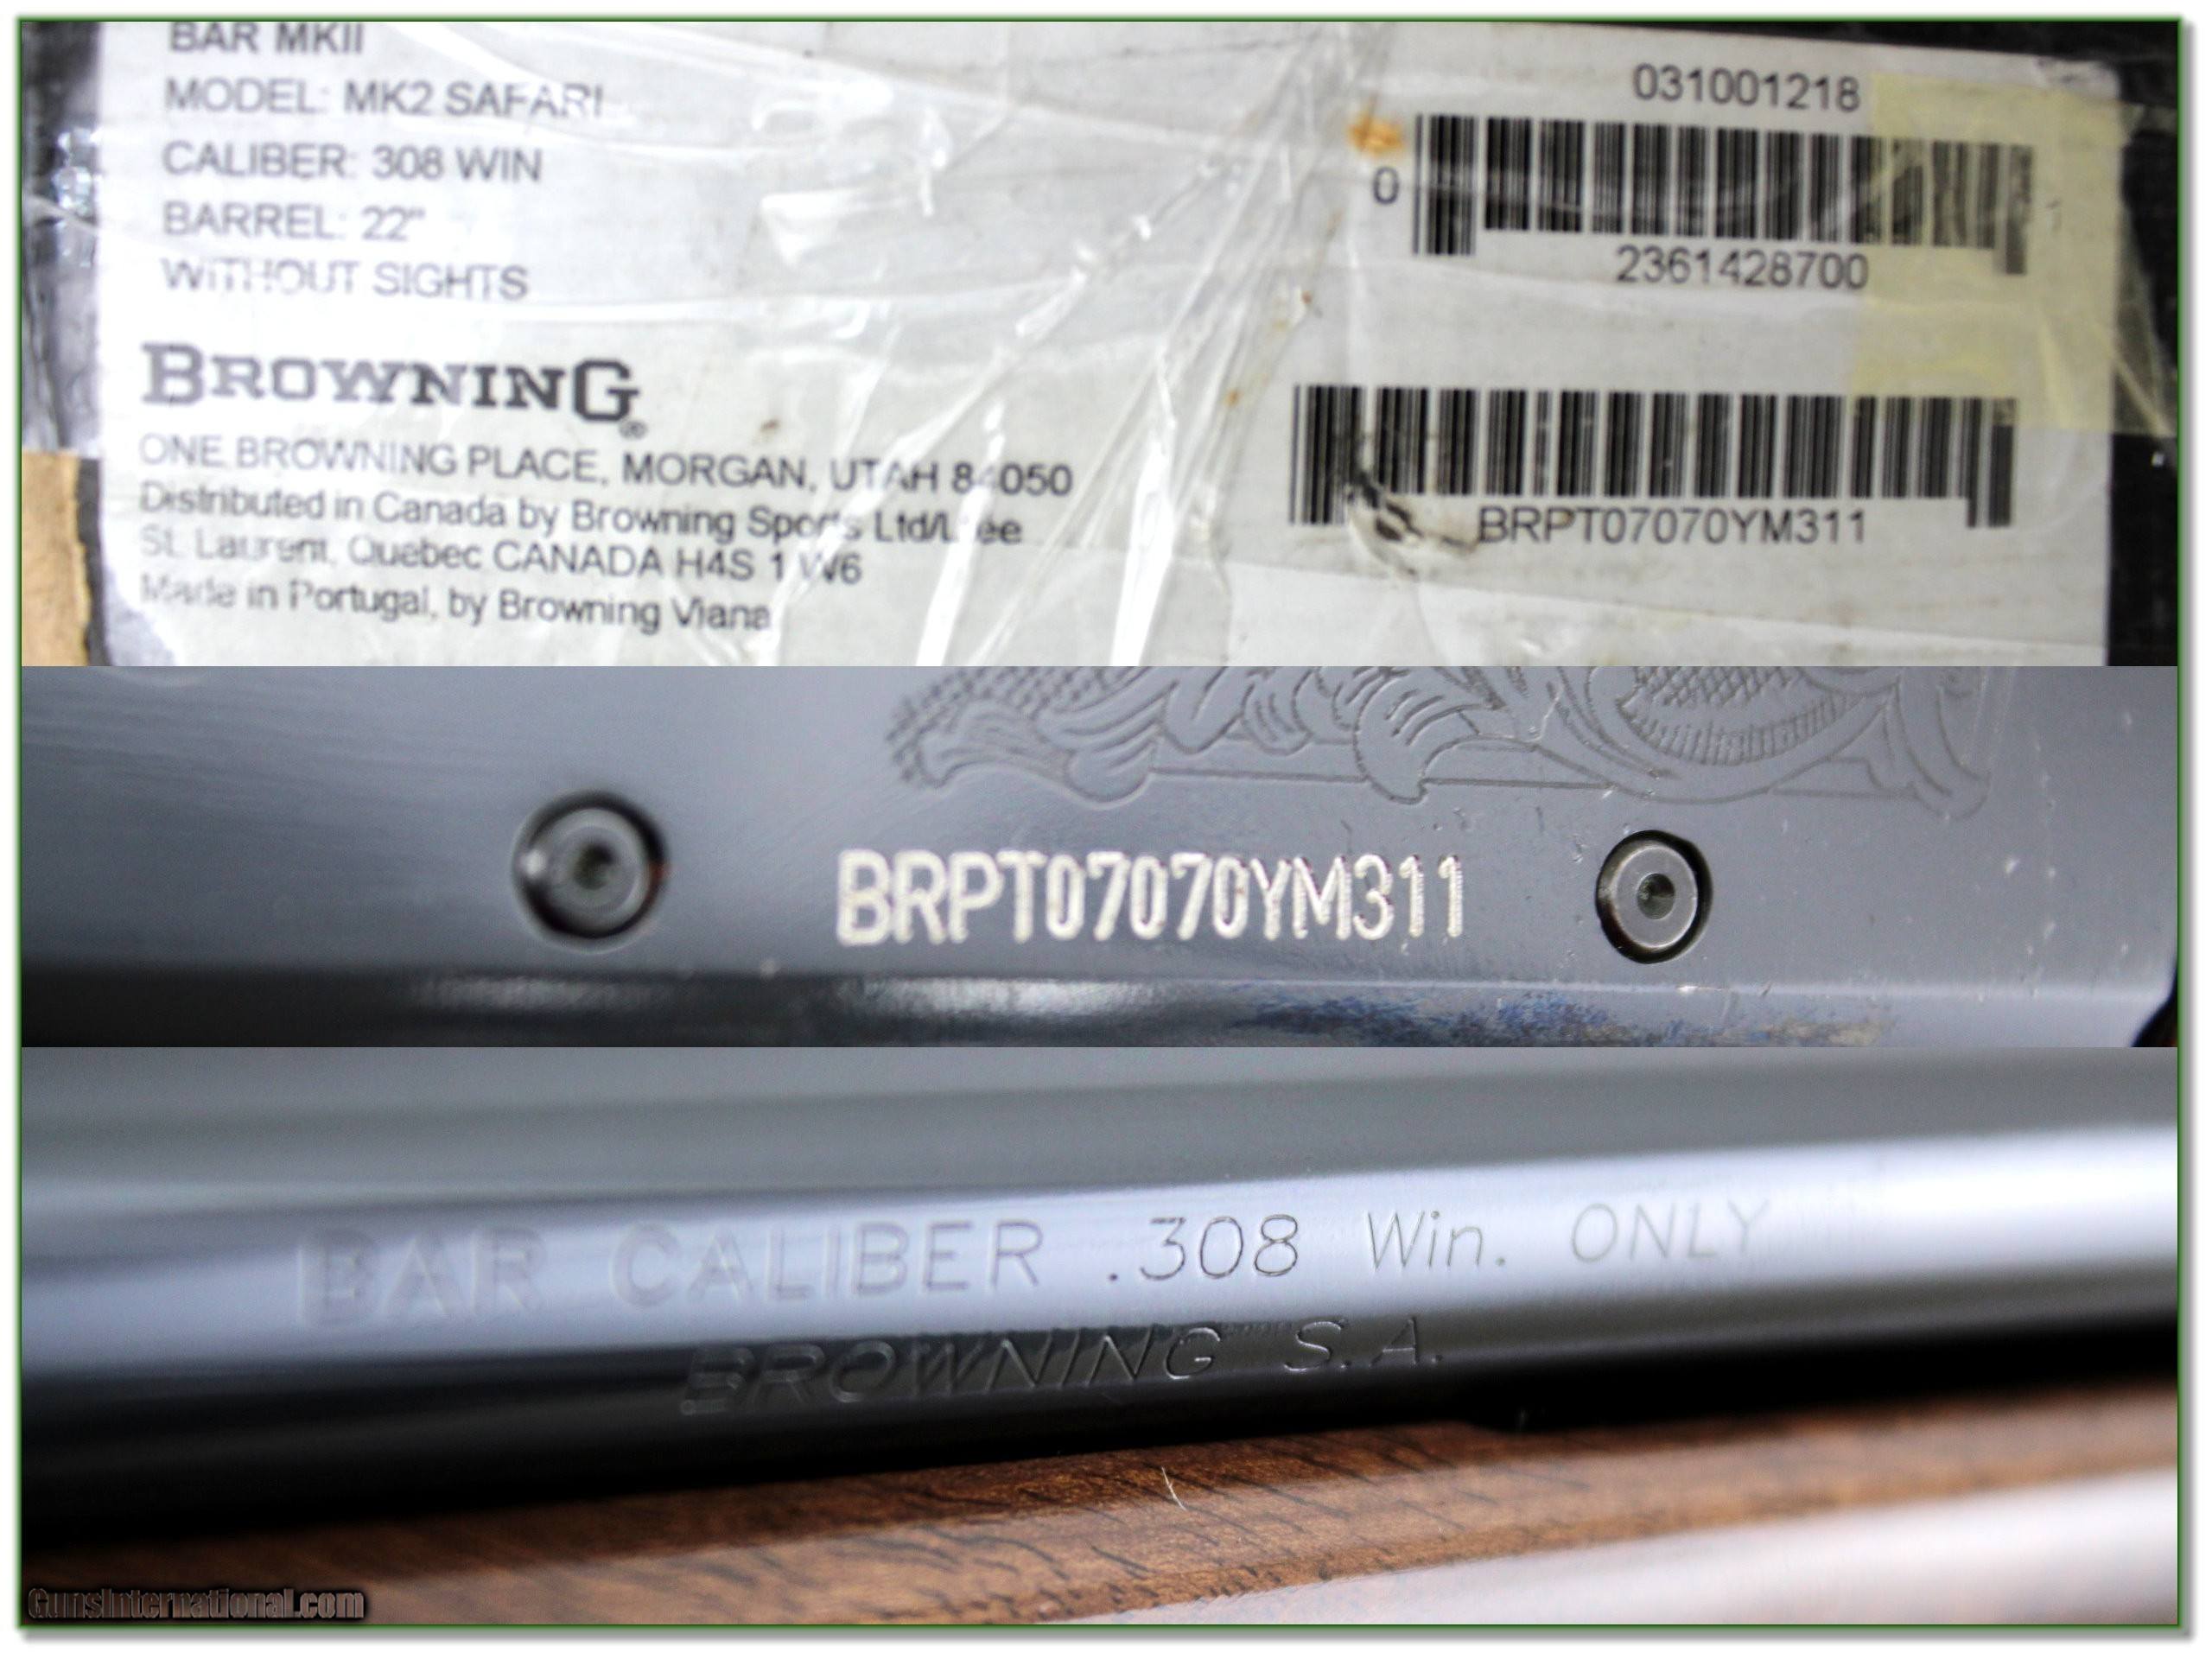 BAR MKII
MODEL: MK2 SAFARI
CALIBER: 308 WIN
BARREL: 22"
WITHOUT SIGHTS
BROWNING®
ONE BROWNING PLACE, MORGAN, UTAH 84050
Distributed in Canada by Browning Sports Ltd/L ee
St. Laurent, Quebec CANADA H4S 1W6
Made in Portugal, by Browning Viana
031001218
0
2361428700
BRPT07070YM311
BRPT07070YM311
BAR CALIBER .308 Win. ONLY
BROWNING S.A.
GunsInternational.com